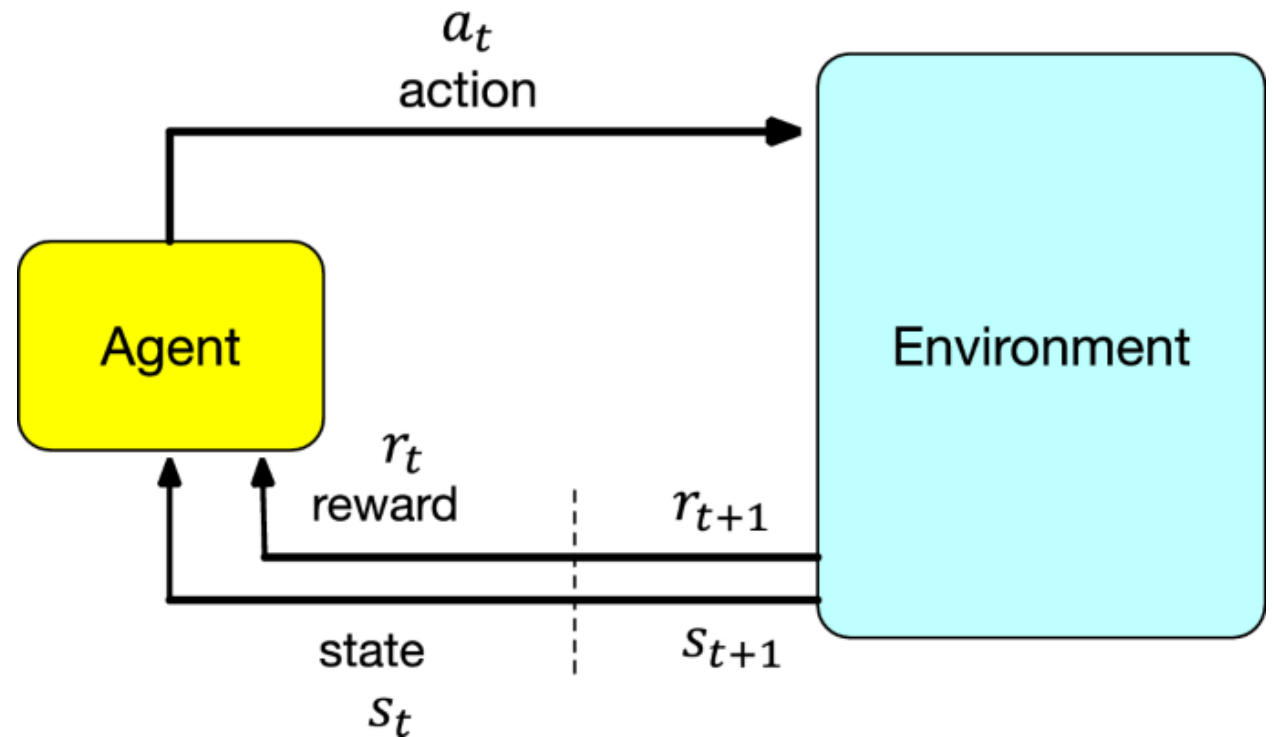 a_t
action
Agent
Environment
r_t
reward
r_{t+1}
state
s_{t+1}
s_t